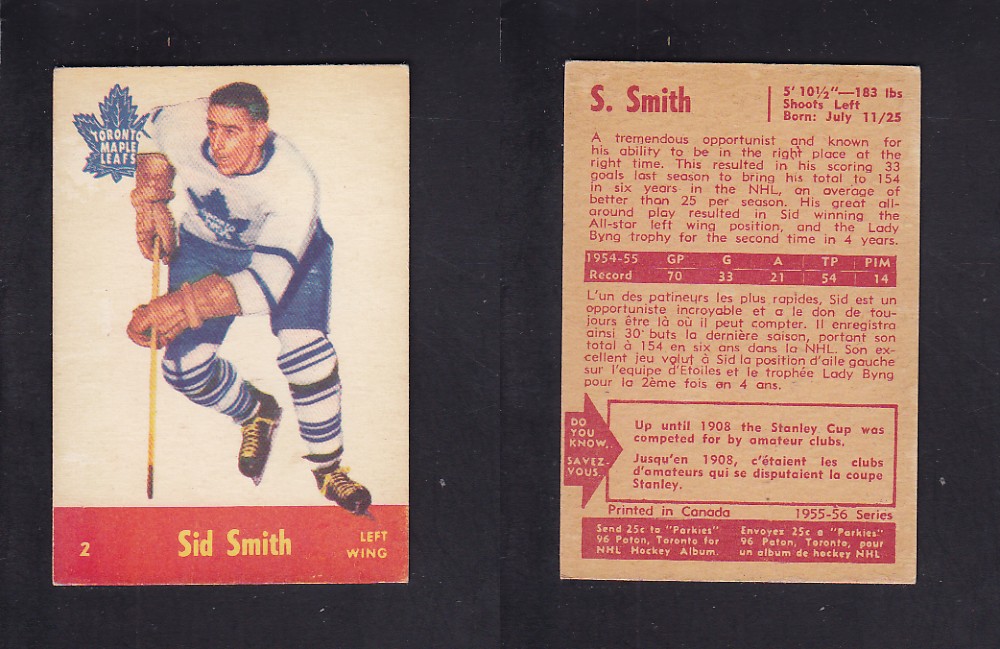 TORONTO
MAPLE
LEAFS
2
Sid Smith
LEFT
WING
S. Smith
5' 10½"—183 lbs
Shoots Left
Born: July 11/25
A tremendous opportunist and known for
his ability to be in the right place at the
right time. This resulted in his scoring 33
goals last season to bring his total to 154
in six years in the NHL, an average of
better than 25 per season. His great all-
around play resulted in Sid winning the
All-star left wing position, and the Lady
Byng trophy for the second time in 4 years.
1954-55 GP G A TP PIM
Record 70 33 21 54 14
L'un des patineurs les plus rapides, Sid est un
opportuniste incroyable et a le don de tou-
jours être là où il peut compter. Il enregistra
ainsi 30 buts la dernière saison, portant son
total à 154 en six ans dans la NHL. Son ex-
cellent jeu valut à Sid la position d'aile gauche
sur l'equipe d'Etoiles et le trophée Lady Byng
pour la 2ème fois en 4 ans.
DO
YOU
KNOW..
SAVEZ-
VOUS
Up until 1908 the Stanley Cup was
competed for by amateur clubs.
Jusqu'en 1908, c'étaient les clubs
d'amateurs qui se disputaient la coupe
Stanley.
Printed in Canada 1955-56 Series
Send 25c to "Parkies"
96 Paton, Toronto for
NHL Hockey Album.
Envoyez 25c a "Parkies"
96 Paton, Toronto, pour
un album de hockey NHL